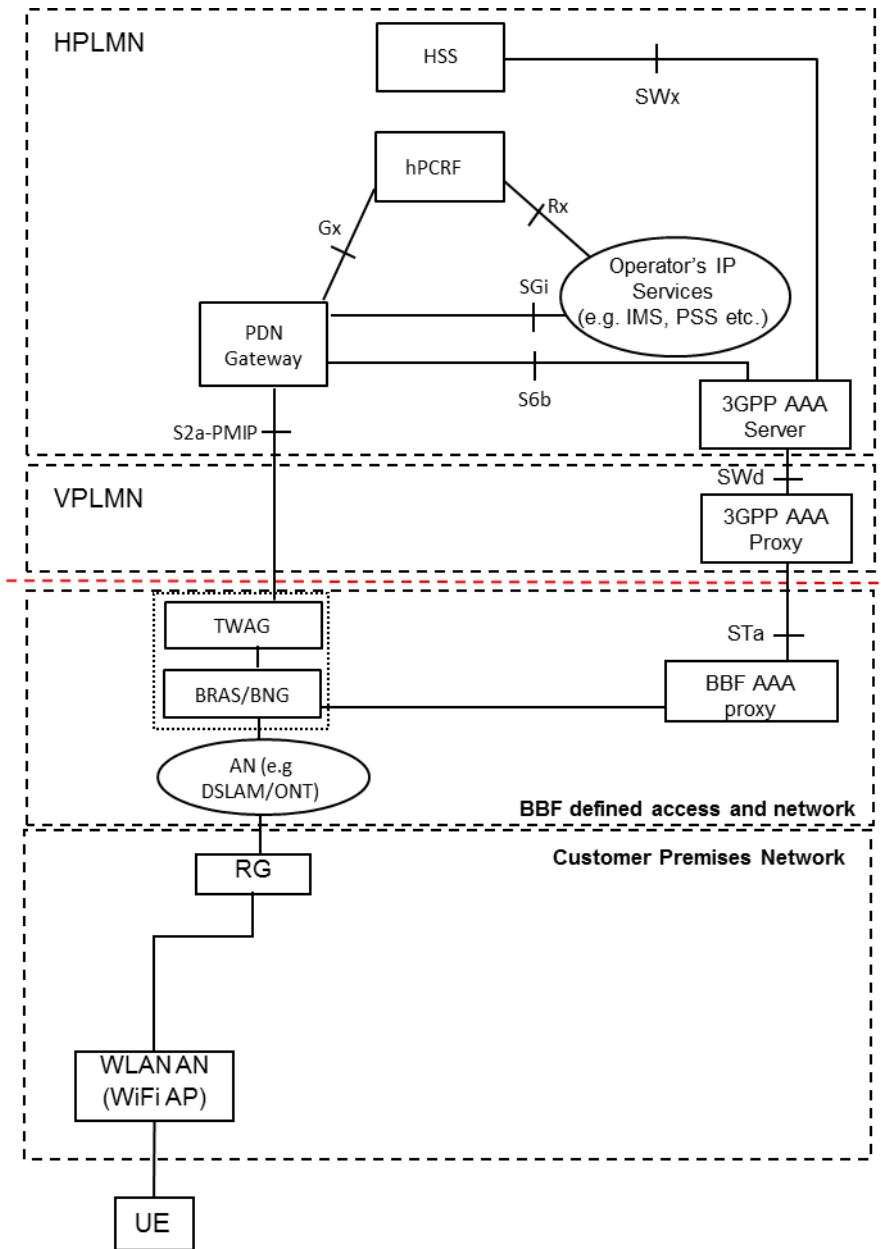 HPLMN
HSS
SWx
hPCRF
Rx
Gx
Operator's IP
Services
(e.g. IMS, PSS etc.)
SGi
PDN
Gateway
S6b
3GPP AAA
Server
S2a-PMIP
SWd
VPLMN
3GPP AAA
Proxy
TWAG
STa
BRAS/BNG
BBF AAA
proxy
AN (e.g
DSLAM/ONT)
BBF defined access and network
Customer Premises Network
RG
WLAN AN
(WiFi AP)
UE